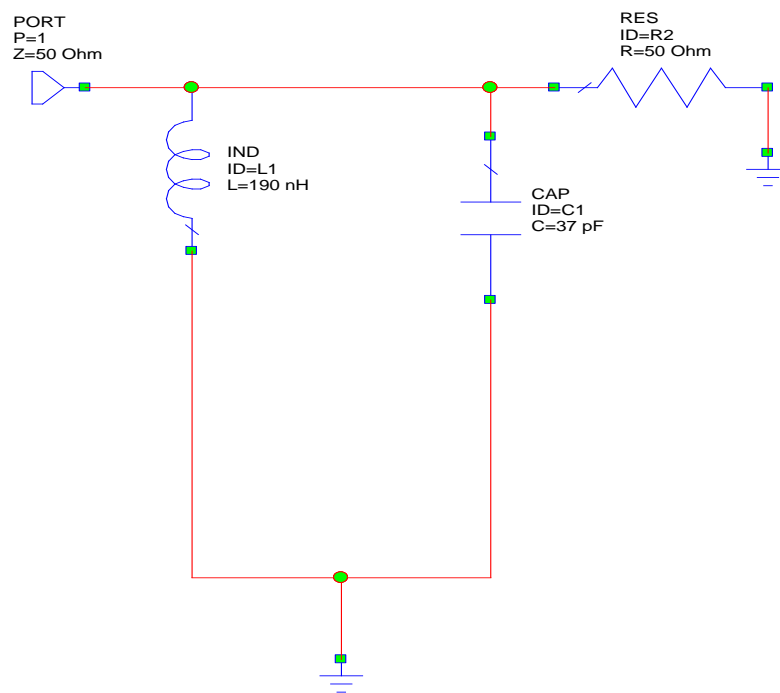 PORT
P=1
Z=50 Ohm
RES
ID=R2
R=50 Ohm
IND
ID=L1
L=190 nH
CAP
ID=C1
C=37 pF